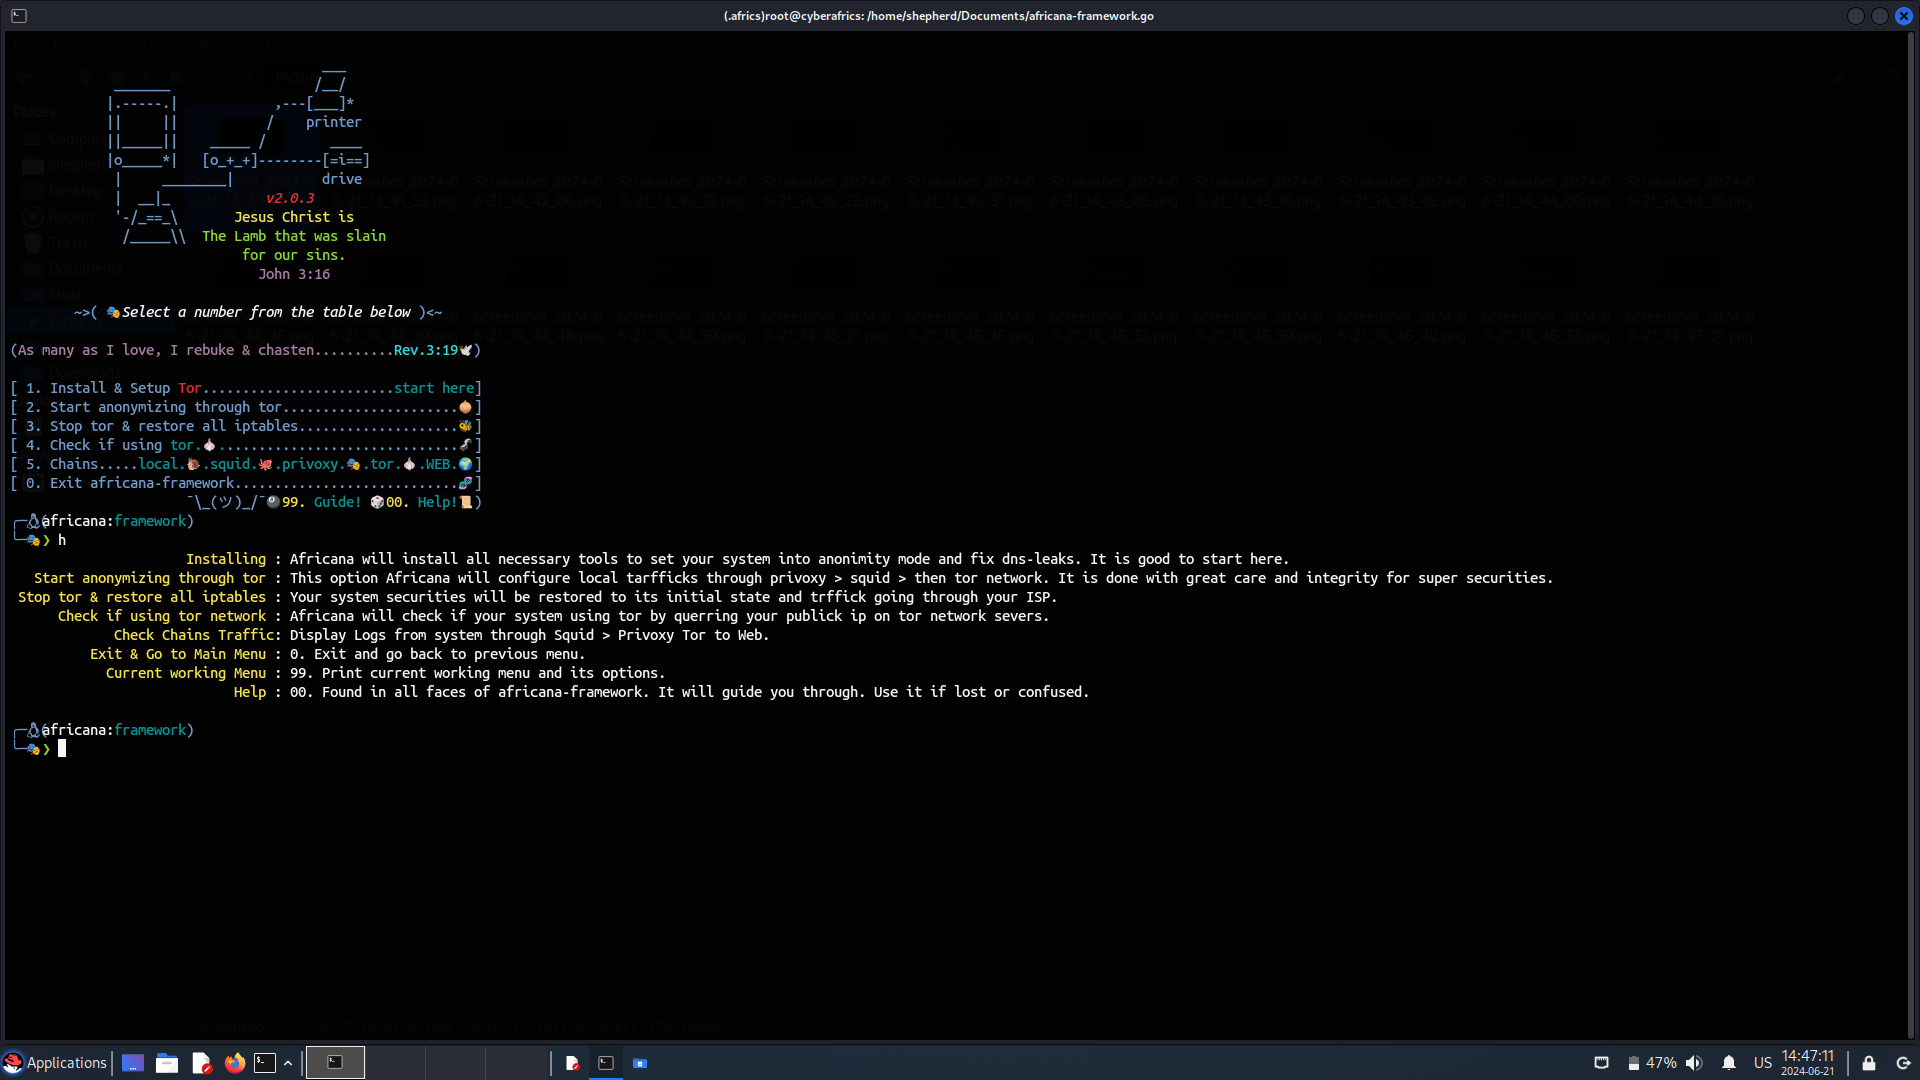 (.africs)root@cyberafrics: /home/shepherd/Documents/africana-framework.go
printer
drive
v2.0.3
Jesus Christ is
The Lamb that was slain
for our sins.
John 3:16
~>( 🎭Select a number from the table below )<~
(As many as I love, I rebuke & chasten..........Rev.3:19🕊)
[ 1. Install & Setup Tor........................start here]
[ 2. Start anonymizing through tor......................🧅]
[ 3. Stop tor & restore all iptables....................🐝]
[ 4. Check if using tor.🧄..............................🦨]
[ 5. Chains.....local.🐌.squid.🐙.privoxy.🎭.tor.🧄.WEB.🌍]
[ 0. Exit africana-framework............................🧬]
¯\_(ツ)_/¯🎱99. Guide! 🎲00. Help!📜)
(africana:framework)
❯ h
Installing : Africana will install all necessary tools to set your system into anonimity mode and fix dns-leaks. It is good to start here.
Start anonymizing through tor : This option Africana will configure local tarfficks through privoxy > squid > then tor network. It is done with great care and integrity for super securities.
Stop tor & restore all iptables : Your system securities will be restored to its initial state and trffick going through your ISP.
Check if using tor network : Africana will check if your system using tor by querring your publick ip on tor network severs.
Check Chains Traffic: Display Logs from system through Squid > Privoxy Tor to Web.
Exit & Go to Main Menu : 0. Exit and go back to previous menu.
Current working Menu : 99. Print current working menu and its options.
Help : 00. Found in all faces of africana-framework. It will guide you through. Use it if lost or confused.
(africana:framework)
❯
Applications
47%
US
14:47:11
2024-06-21